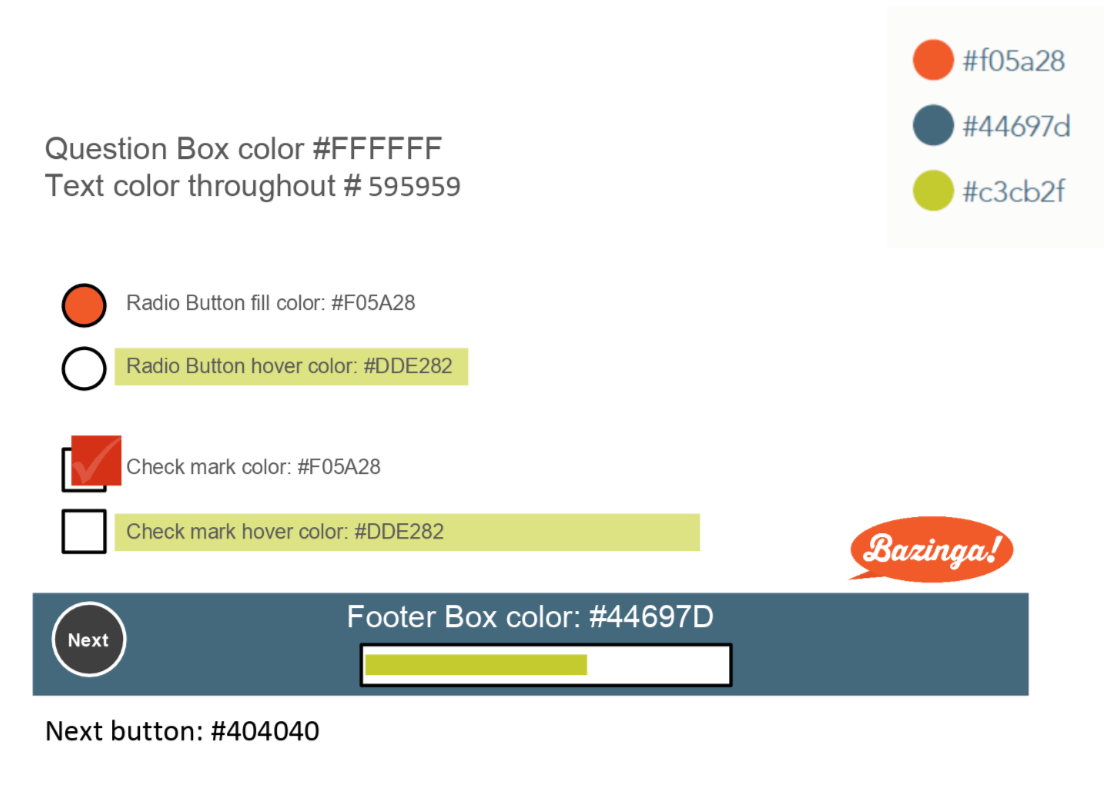 #f05a28
#44697d
#c3cb2f
Question Box color #FFFFFF
Text color throughout # 595959
Radio Button fill color: #F05A28
Radio Button hover color: #DDE282
Check mark color: #F05A28
Check mark hover color: #DDE282
Bazinga!
Footer Box color: #44697D
Next
Next button: #404040